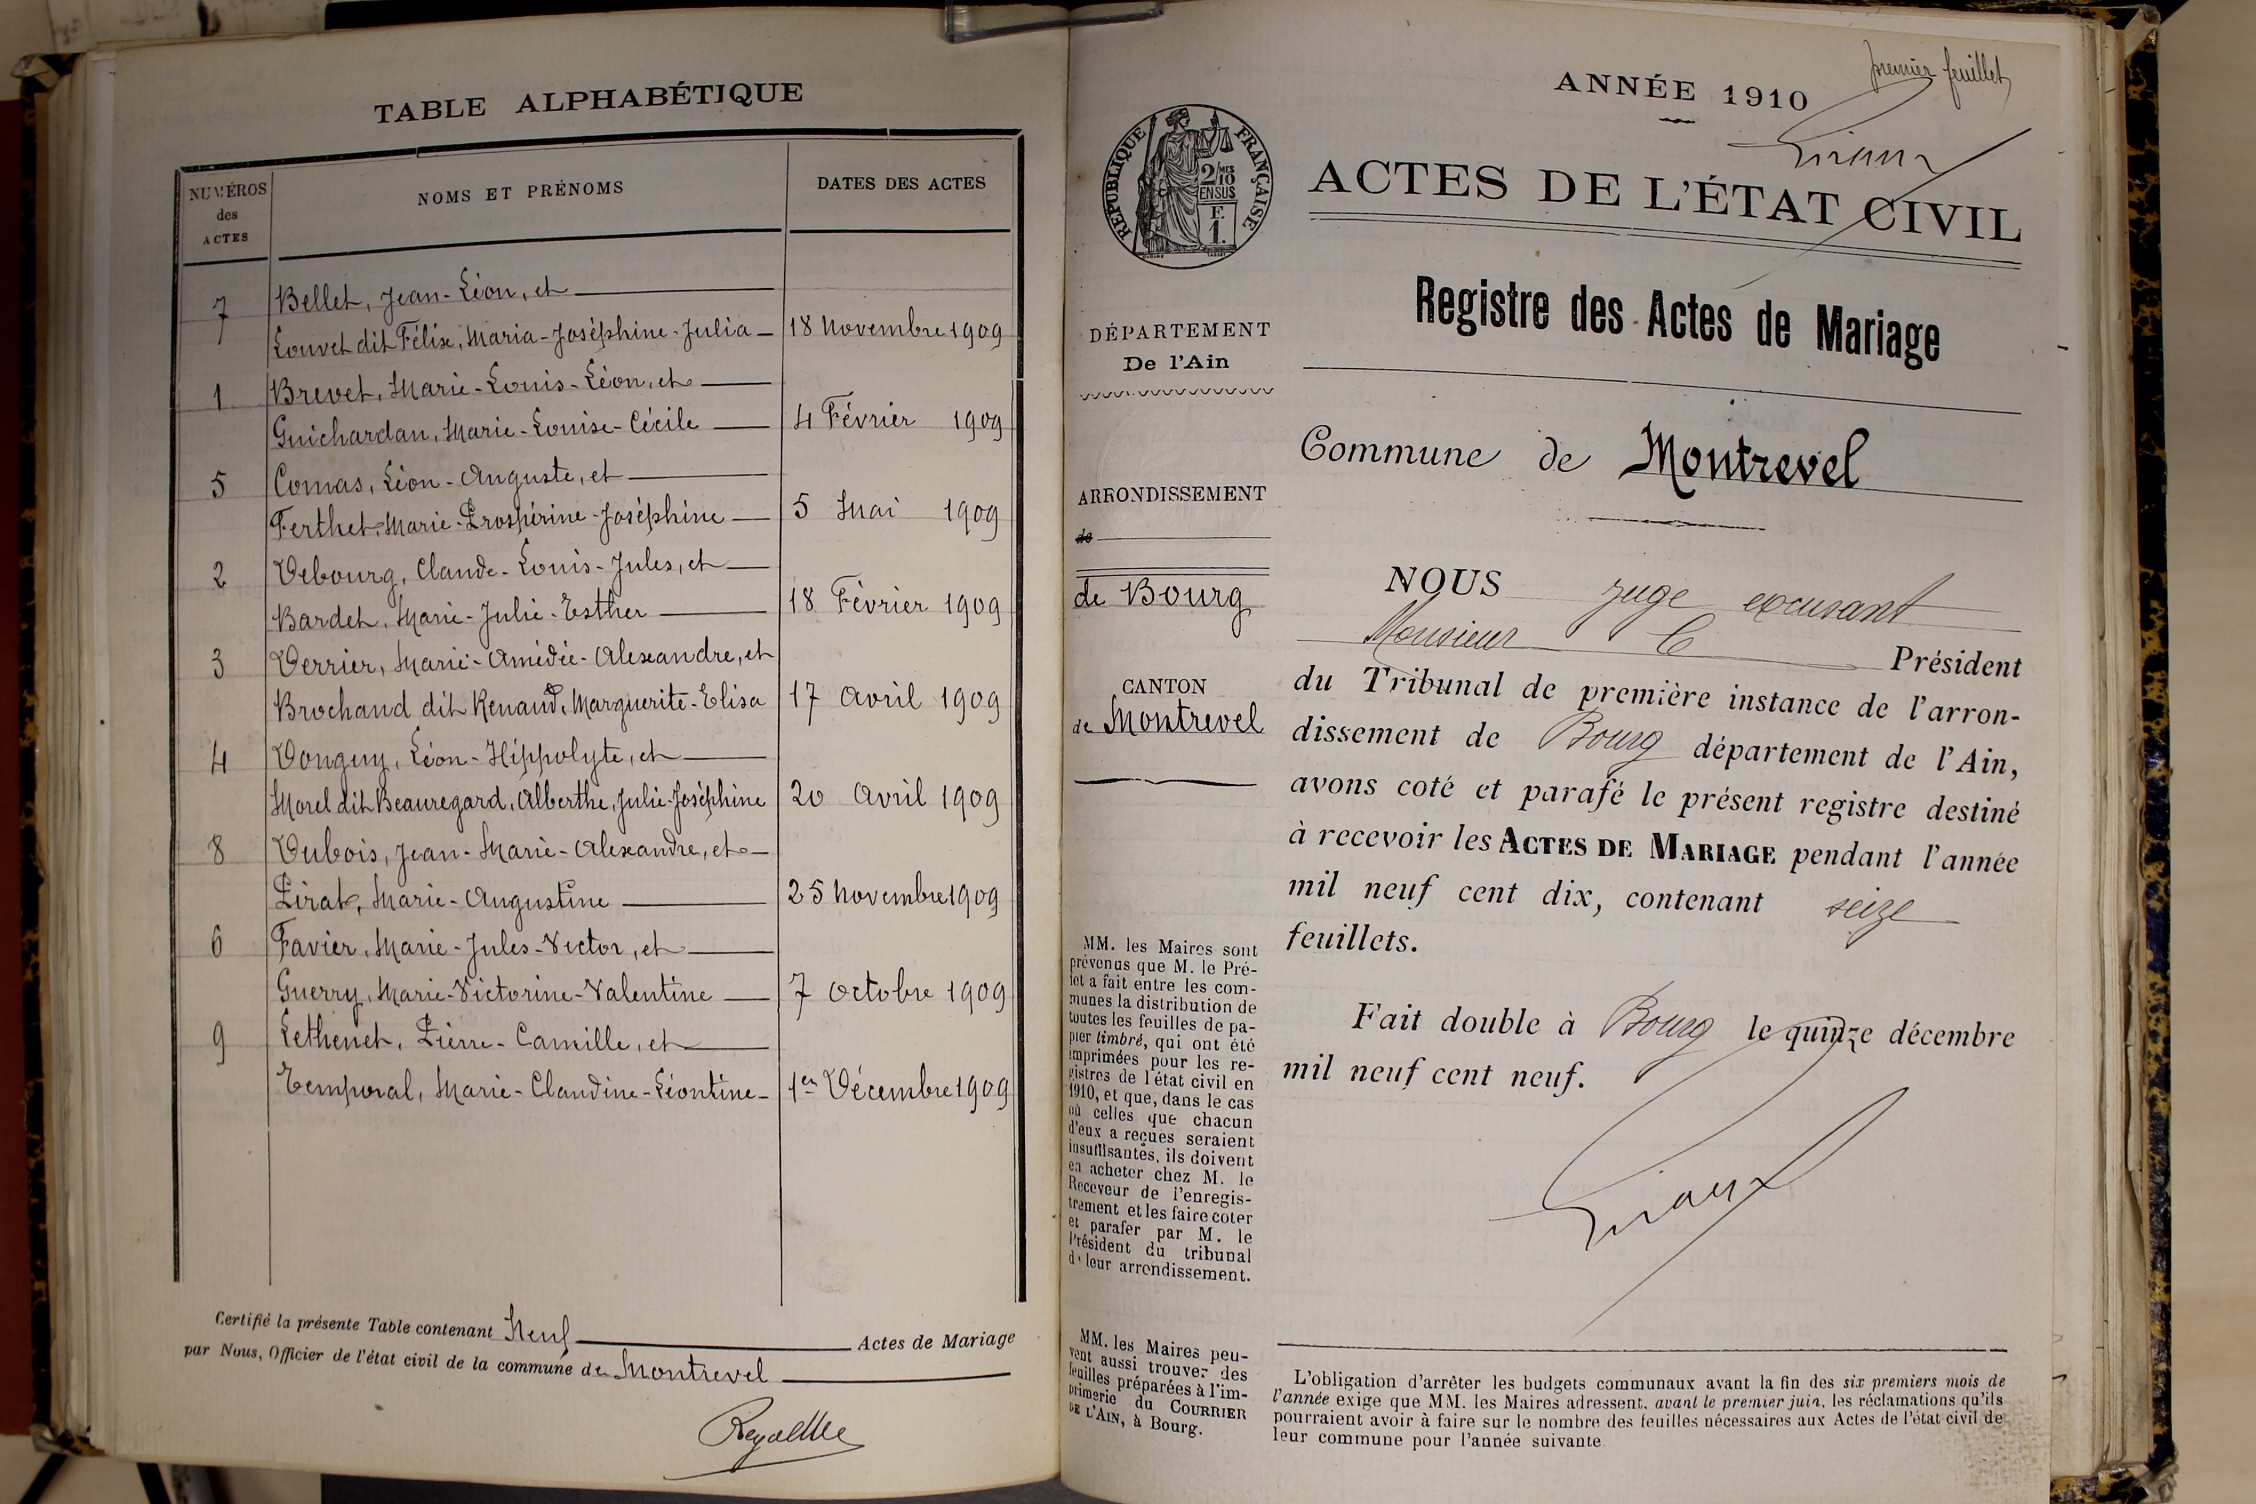 TABLE ALPHABÉTIQUE
NUMÉROS
des
ACTES
NOMS ET PRÉNOMS
DATES DES ACTES
7 Bellet, Jean-Léon, et
Louvet dit Félix, Maria-Joséphine-Julia 18 Novembre 1909
1 Brevet, Marie-Louis-Léon, et
Guichardan, Marie-Louise-Cécile 4 Février 1909
5 Comas, Léon-Auguste, et
Ferthet, Marie-Prospérine-Joséphine 5 Mai 1909
2 Debourg, Claude-Louis-Jules, et
Bardet, Marie-Julie-Esther 18 Février 1909
3 Derrier, Marie-Amédée-Alexandre, et
Brochand dit Renaud, Marguerite-Elisa 17 Avril 1909
4 Donguy, Léon-Hippolyte, et
Morel dit Beauregard, Alberthe, Julie-Joséphine 20 Avril 1909
8 Dubois, Jean-Marie-Alexandre, et
Pirat, Marie-Augustine 25 Novembre 1909
6 Favier, Marie-Jules-Victor, et
Guerry, Marie-Victorine-Valentine 7 Octobre 1909
9 Lethenet, Pierre-Camille, et
Temporal, Marie-Claudine-Léontine 1er Décembre 1909
Certifié la présente Table contenant Neuf Actes de Mariage
par Nous, Officier de l'état civil de la commune de Montrevel
premier feuillet
ANNÉE 1910
RÉPUBLIQUE FRANÇAISE
2/10 MES
EN SUS
F.
1.
ACTES DE L'ÉTAT CIVIL
Registre des Actes de Mariage
DÉPARTEMENT
De l'Ain
Commune de Montrevel
ARRONDISSEMENT
de
de Bourg
CANTON
de Montrevel
NOUS juge excusant
Monsieur le Président
du Tribunal de première instance de l'arron-
dissement de Bourg département de l'Ain,
avons coté et parafé le présent registre destiné
à recevoir les ACTES DE MARIAGE pendant l'année
mil neuf cent dix, contenant seize
feuillets.
Fait double à Bourg le quinze décembre
mil neuf cent neuf.
MM. les Maires sont
prévenus que M. le Pré-
fet a fait entre les com-
munes la distribution de
toutes les feuilles de pa-
pier timbré, qui ont été
imprimées pour les re-
gistres de l'état civil en
1910, et que, dans le cas
où celles que chacun
d'eux a reçues seraient
insuffisantes, ils doivent
en acheter chez M. le
Receveur de l'enregis-
trement et les faire coter
et parafer par M. le
Président du tribunal
de leur arrondissement.
MM. les Maires peu-
vent aussi trouver des
feuilles préparées à l'im-
primerie du COURRIER
DE L'AIN, à Bourg.
L'obligation d'arrêter les budgets communaux avant la fin des six premiers mois de
l'année exige que MM. les Maires adressent, avant le premier juin, les réclamations qu'ils
pourraient avoir à faire sur le nombre des feuilles nécessaires aux Actes de l'état civil de
leur commune pour l'année suivante.